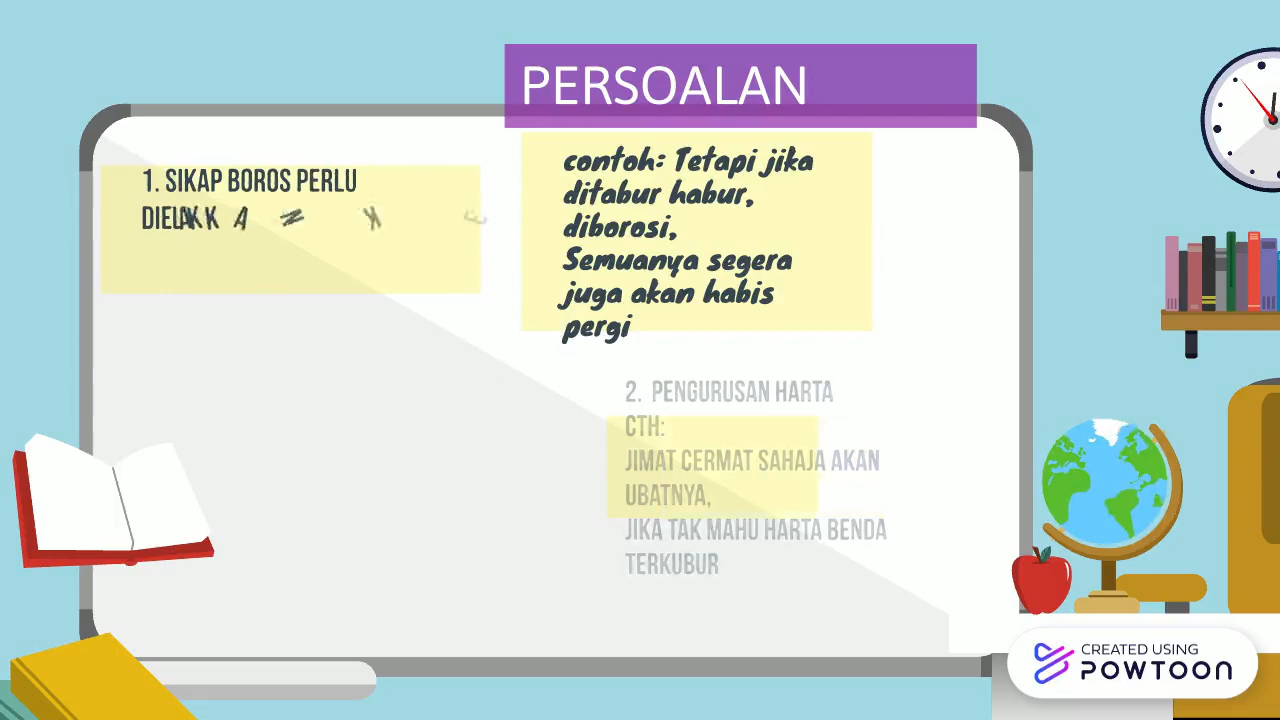 PERSOALAN
1. SIKAP BOROS PERLU
contoh: Tetapi jika
ditabur habur,
diborosi,
Semuanya segera
juga akan habis
pergi
2. PENGURUSAN HARTA
CTH:
JIMAT CERMAT SAHAJA AKAN
UBATNYA,
JIKA TAK MAHU HARTA BENDA
TERKUBUR
CREATED USING
POWTOON